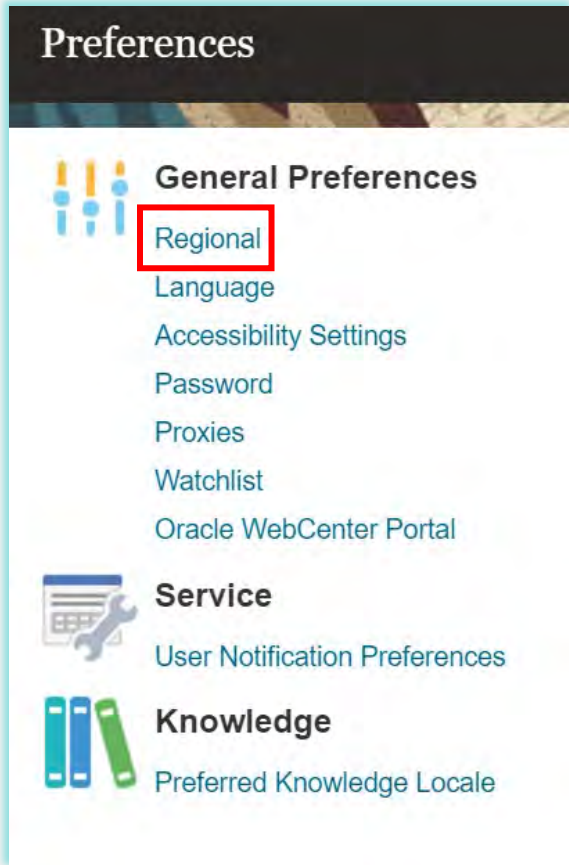 Preferences
General Preferences
Regional
Language
Accessibility Settings
Password
Proxies
Watchlist
Oracle WebCenter Portal
Service
User Notification Preferences
Knowledge
Preferred Knowledge Locale